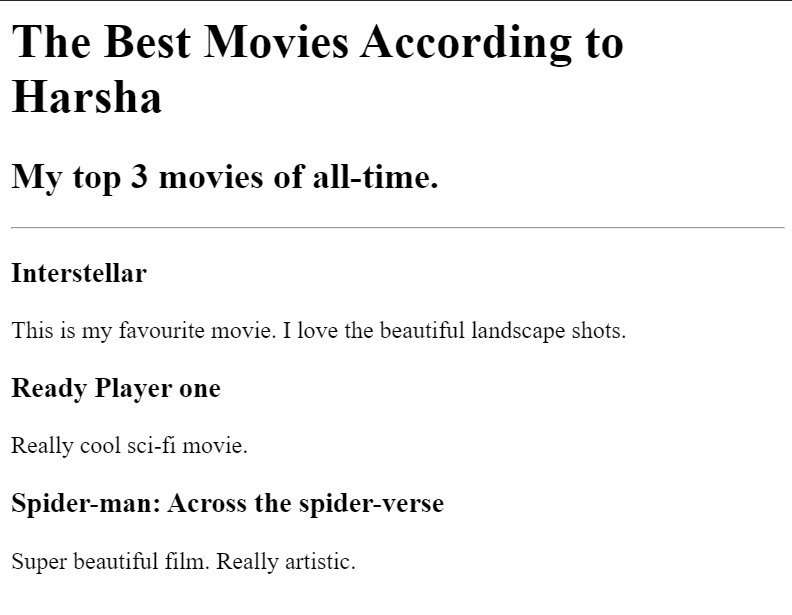 The Best Movies According to
Harsha
My top 3 movies of all-time.
Interstellar
This is my favourite movie. I love the beautiful landscape shots.
Ready Player one
Really cool sci-fi movie.
Spider-man: Across the spider-verse
Super beautiful film. Really artistic.